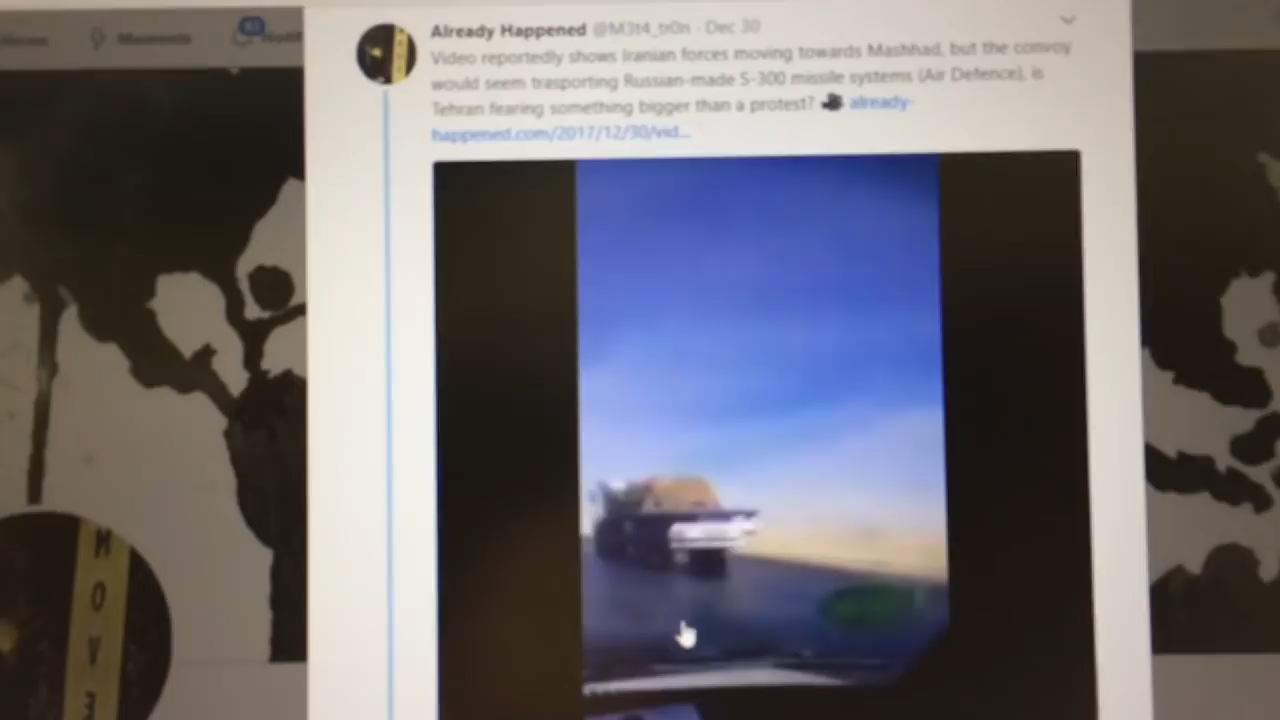 Moments
Already Happened @M3t4_tr0n · Dec 30
Video reportedly shows Iranian forces moving towards Mashhad, but the convoy
would seem trasporting Russian-made S-300 missile systems (Air Defence), is
Tehran fearing something bigger than a protest? already-
happened.com/2017/12/30/vid...
MOVE